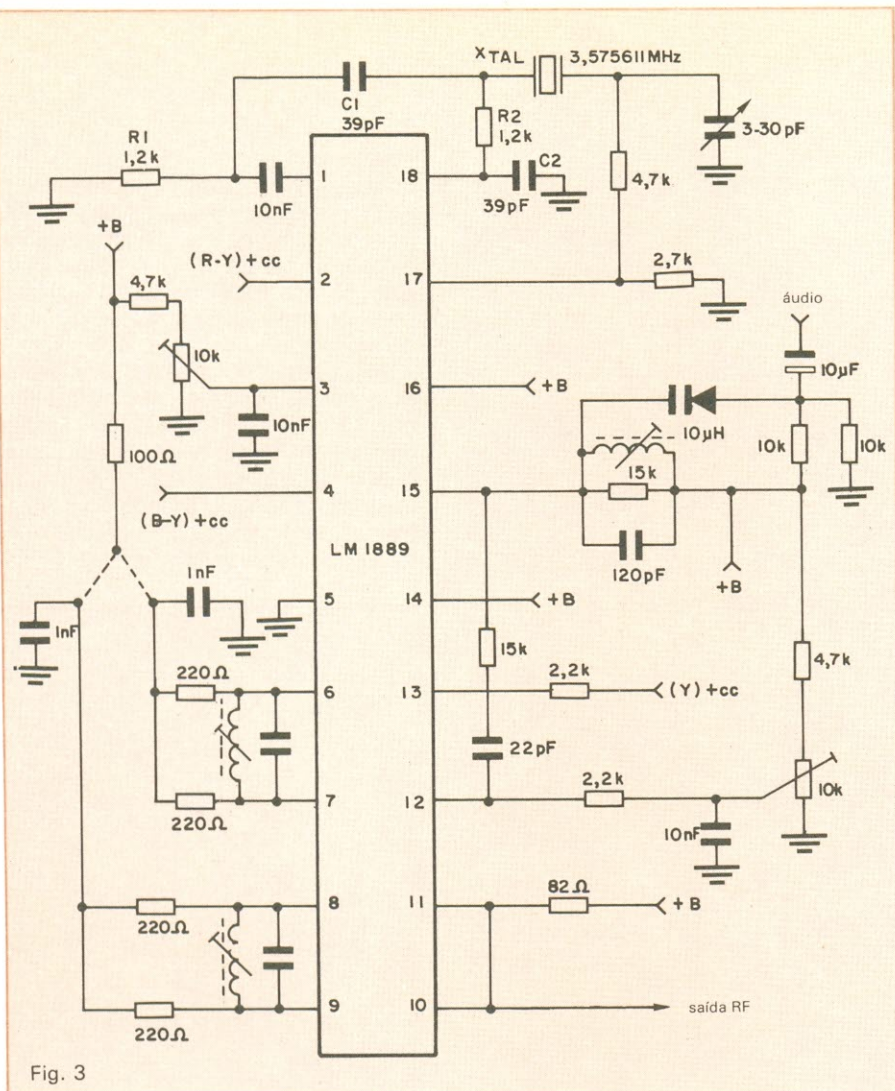 XTAL
3,575611MHz
C1
39pF
R2
1,2k
3-30 pF
R1
1,2k
10nF
1
18
C2
39pF
4,7k
+B
(R-Y)+cc
2
17
2,7k
4,7k
áudio
10k
3
16
+B
10µF
10nF
10µH
10k
10k
100Ω
15k
4
15
(B-Y)+cc
LM 1889
120pF
+B
1nF
5
14
+B
1nF
15k
4,7k
220Ω
2,2k
6
13
(Y)+cc
22pF
2,2k
7
12
10k
220Ω
10nF
82Ω
8
11
+B
220Ω
9
10
saída RF
220Ω
Fig. 3